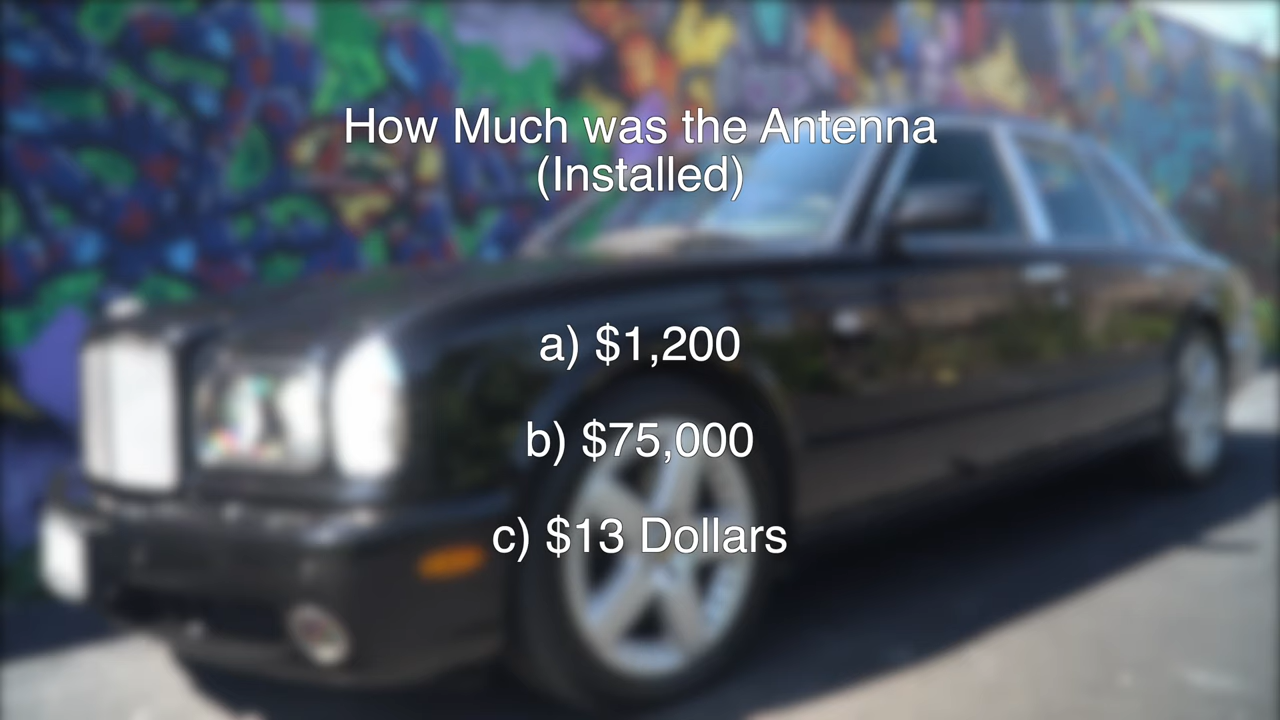 How Much was the Antenna
(Installed)
a) $1,200
b) $75,000
c) $13 Dollars